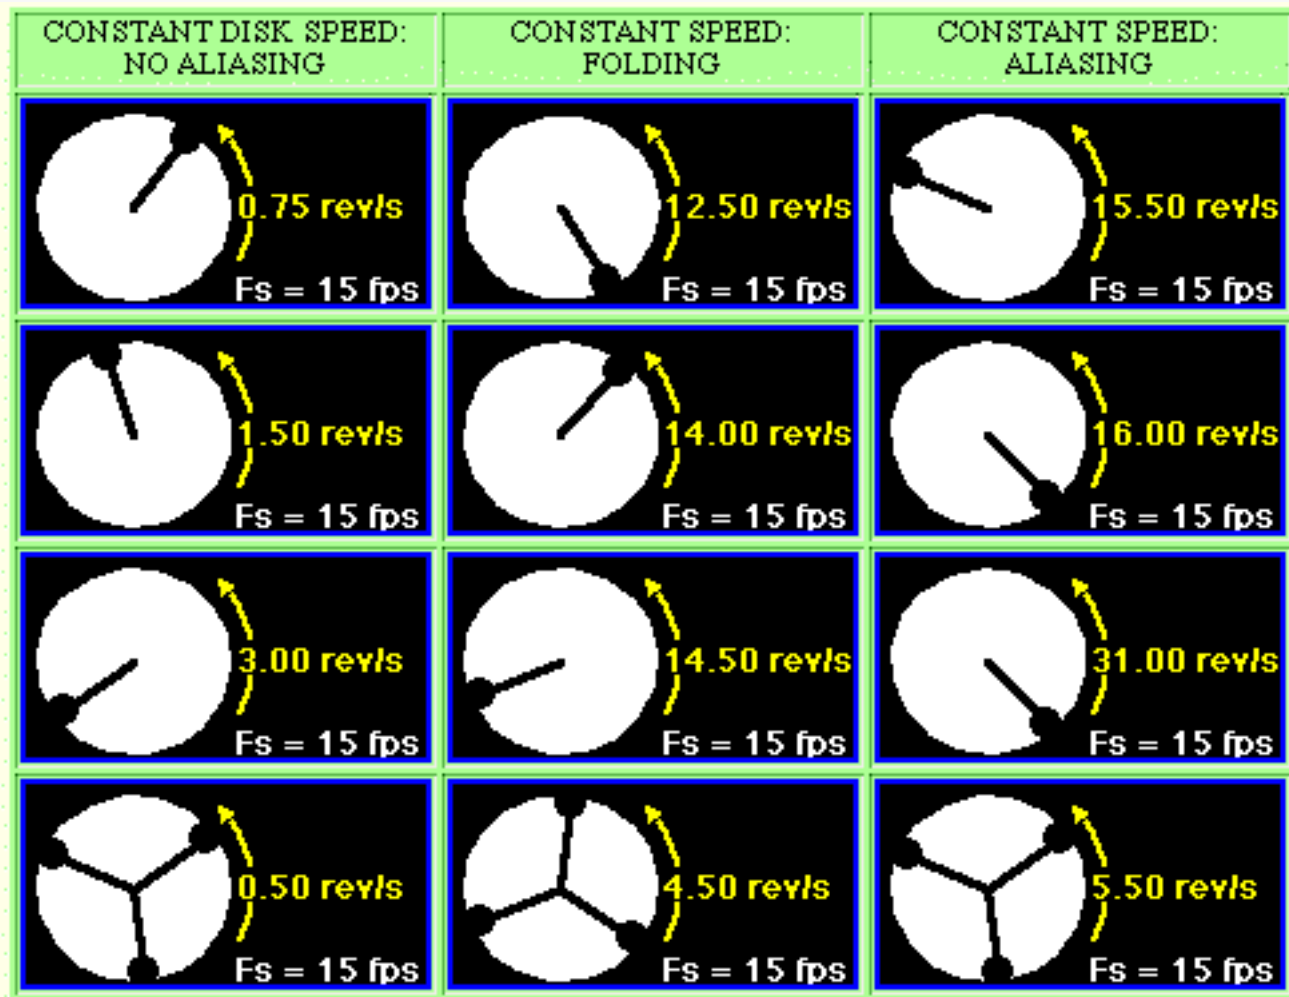 CONSTANT DISK SPEED:
NO ALIASING
CONSTANT SPEED:
FOLDING
CONSTANT SPEED:
ALIASING
0.75 rev/s
Fs = 15 fps
12.50 rev/s
Fs = 15 fps
15.50 rev/s
Fs = 15 fps
1.50 rev/s
Fs = 15 fps
14.00 rev/s
Fs = 15 fps
16.00 rev/s
Fs = 15 fps
3.00 rev/s
Fs = 15 fps
14.50 rev/s
Fs = 15 fps
31.00 rev/s
Fs = 15 fps
0.50 rev/s
Fs = 15 fps
4.50 rev/s
Fs = 15 fps
5.50 rev/s
Fs = 15 fps